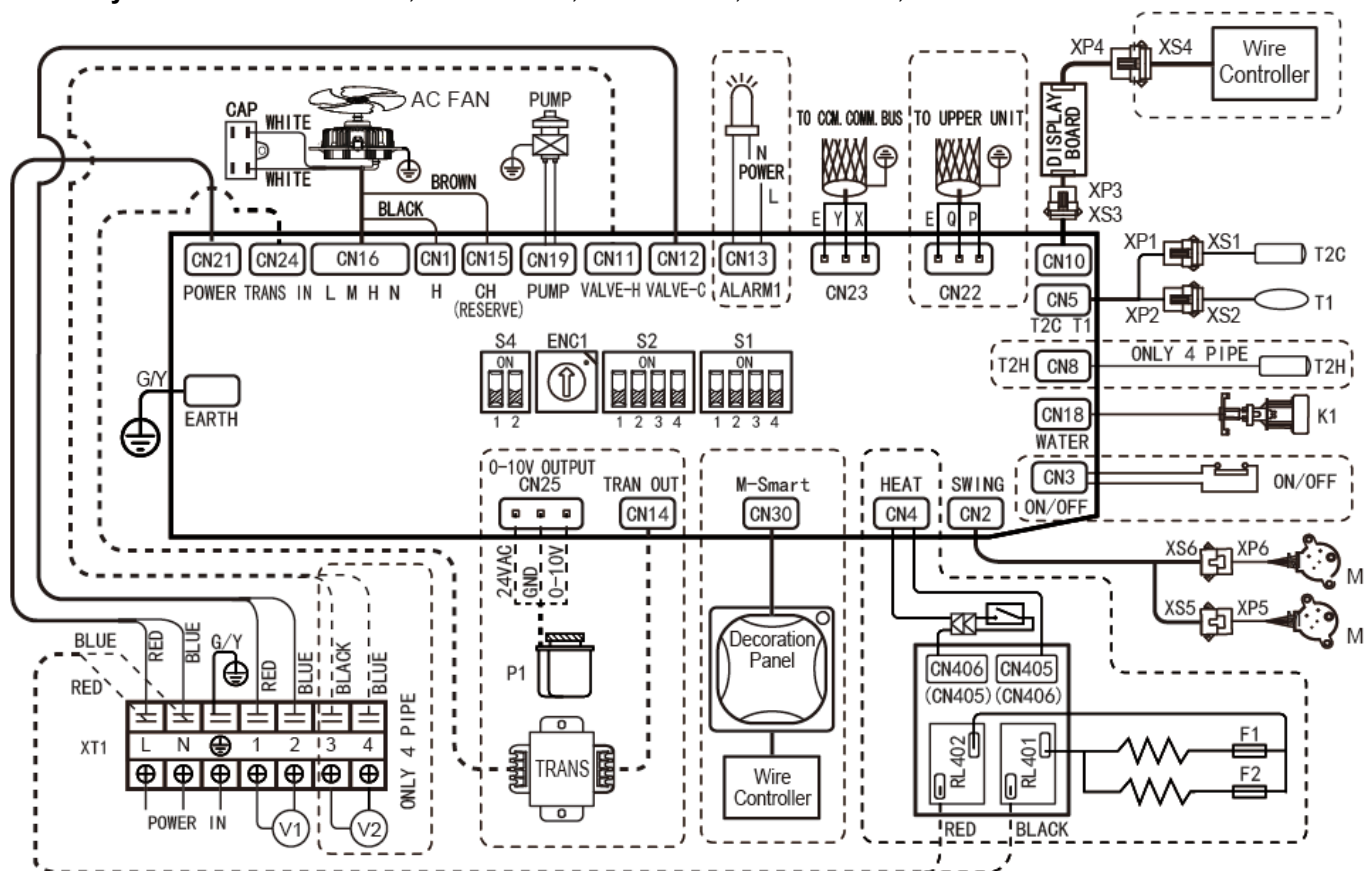 XP4 XS4
Wire
Controller
DISPLAY
BOARD
CAP
WHITE
AC FAN
PUMP
TO CCM.COMM.BUS TO UPPER UNIT
N
POWER
L
WHITE
BROWN
BLACK
XP3
XS3
E Y X
E Q P
CN21 CN24 CN16 CN1 CN15 CN19 CN11 CN12 CN13
POWER TRANS IN L M H N H CH PUMP VALVE-H VALVE-C ALARM1
(RESERVE)
CN23
CN22
CN10
XP1 XS1 T2C
CN5
T2C T1
XP2 XS2 T1
ONLY 4 PIPE
T2H CN8 T2H
CN18 K1
WATER
CN3 ON/OFF
ON/OFF
S4 ENC1 S2 S1
ON ON ON
1 2 1 2 3 4 1 2 3 4
G/Y
EARTH
0-10V OUTPUT
CN25
TRAN OUT
CN14
M-Smart
CN30
HEAT
CN4
SWING
CN2
24VAC
GND
0-10V
XS6 XP6 M
XS5 XP5 M
P1
TRANS
Decoration
Panel
Wire
Controller
CN406 CN405
(CN405) (CN406)
RL402 RL401
F1
F2
RED BLACK
BLUE
RED
RED
BLUE
G/Y
RED
BLUE
BLACK
BLUE
XT1 L N 1 2 3 4
ONLY 4 PIPE
POWER IN V1 V2